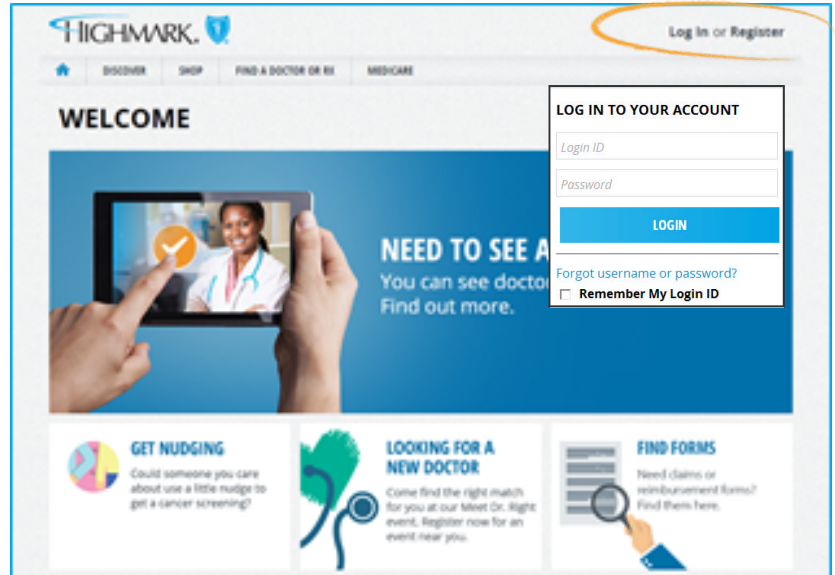 HIGHMARK.
Log In or Register
DISCOVER SHOP FIND A DOCTOR OR RX MEDICARE
WELCOME
LOG IN TO YOUR ACCOUNT
Login ID
Password
LOGIN
Forgot username or password?
Remember My Login ID
NEED TO SEE A
You can see docto
Find out more.
GET NUDGING
Could someone you care
about use a little nudge to
get a cancer screening?
LOOKING FOR A
NEW DOCTOR
Come find the right match
for you at our Meet Dr. Right
event. Register now for an
event near you.
FIND FORMS
Need claims or
reimbursement forms?
Find them here.